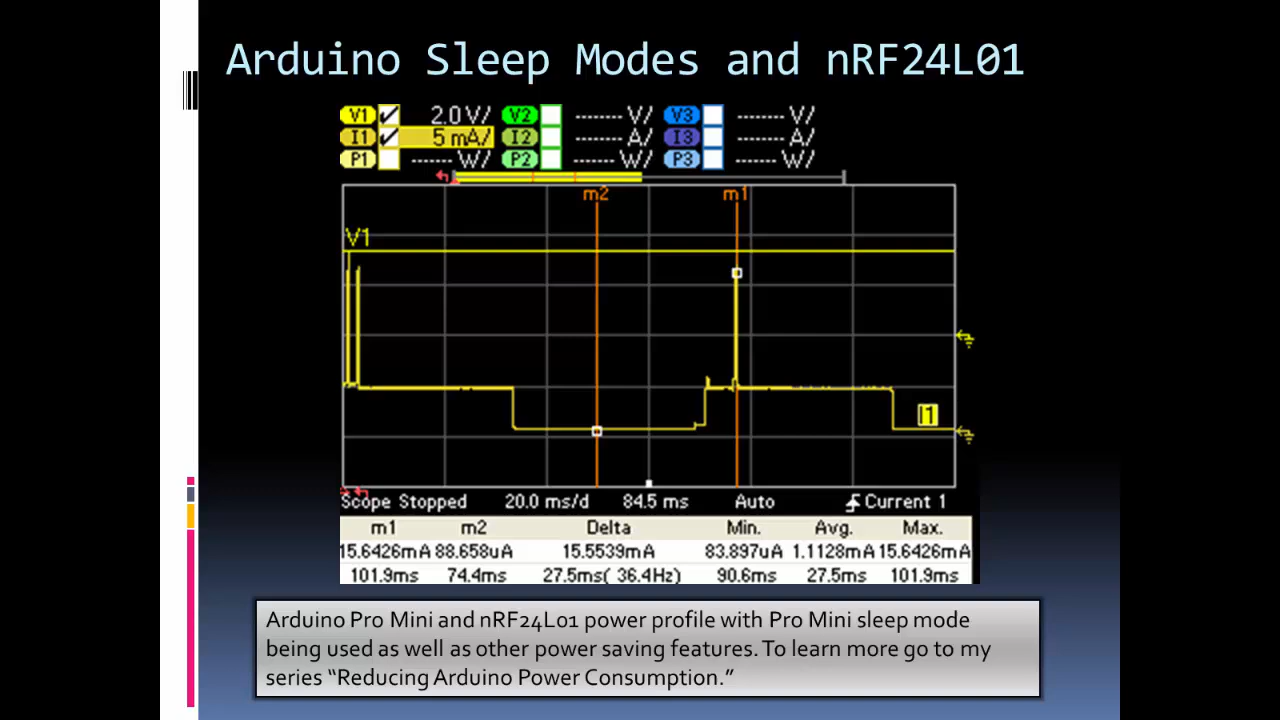 Arduino Sleep Modes and nRF24L01
V1 2.0 V/ V2 ------ V/ V3 ------ V/
I1 5 mA/ I2 ------ A/ I3 ------ A/
P1 ------ W/ P2 ------ W/ P3 ------ W/
m2 m1
V1
I1
Scope Stopped 20.0 ms/d 84.5 ms Auto Current 1
m1 m2 Delta Min. Avg. Max.
15.6426mA 88.658uA 15.5539mA 83.897uA 1.1128mA 15.6426mA
101.9ms 74.4ms 27.5ms( 36.4Hz) 90.6ms 27.5ms 101.9ms
Arduino Pro Mini and nRF24L01 power profile with Pro Mini sleep mode
being used as well as other power saving features. To learn more go to my
series “Reducing Arduino Power Consumption.”